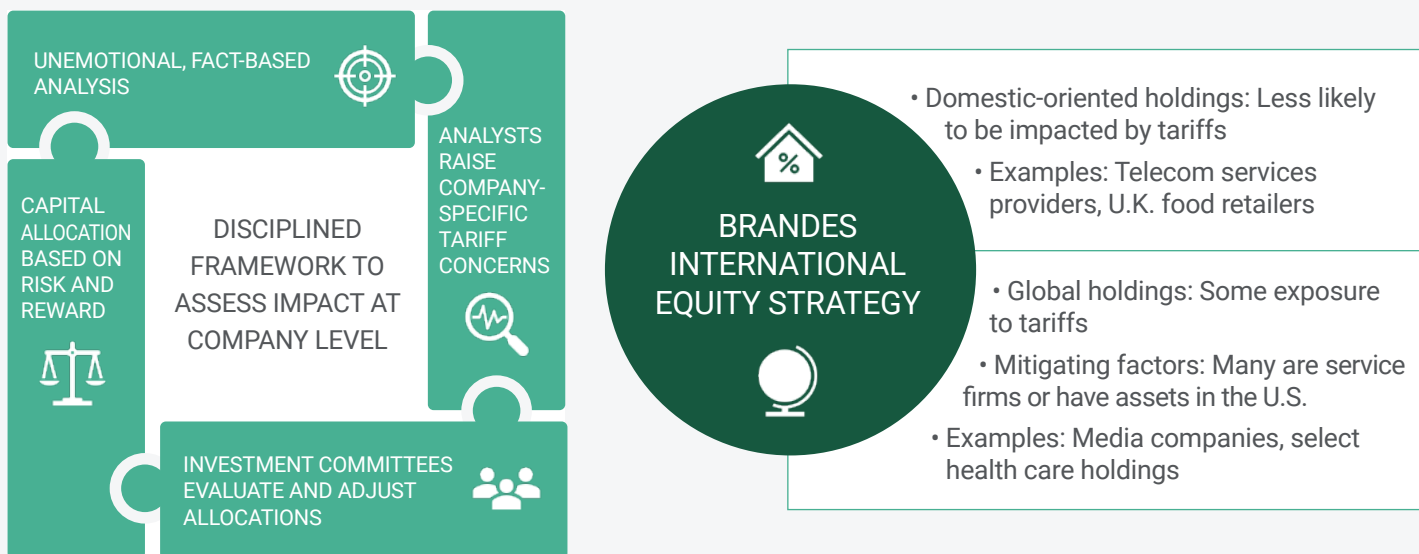 UNEMOTIONAL, FACT-BASED
ANALYSIS
ANALYSTS
RAISE
COMPANY-
SPECIFIC
TARIFF
CONCERNS
INVESTMENT COMMITTEES
EVALUATE AND ADJUST
ALLOCATIONS
CAPITAL
ALLOCATION
BASED ON
RISK AND
REWARD
DISCIPLINED
FRAMEWORK TO
ASSESS IMPACT AT
COMPANY LEVEL
%
BRANDES
INTERNATIONAL
EQUITY STRATEGY
• Domestic-oriented holdings: Less likely
to be impacted by tariffs
• Examples: Telecom services
providers, U.K. food retailers
• Global holdings: Some exposure
to tariffs
• Mitigating factors: Many are service
firms or have assets in the U.S.
• Examples: Media companies, select
health care holdings